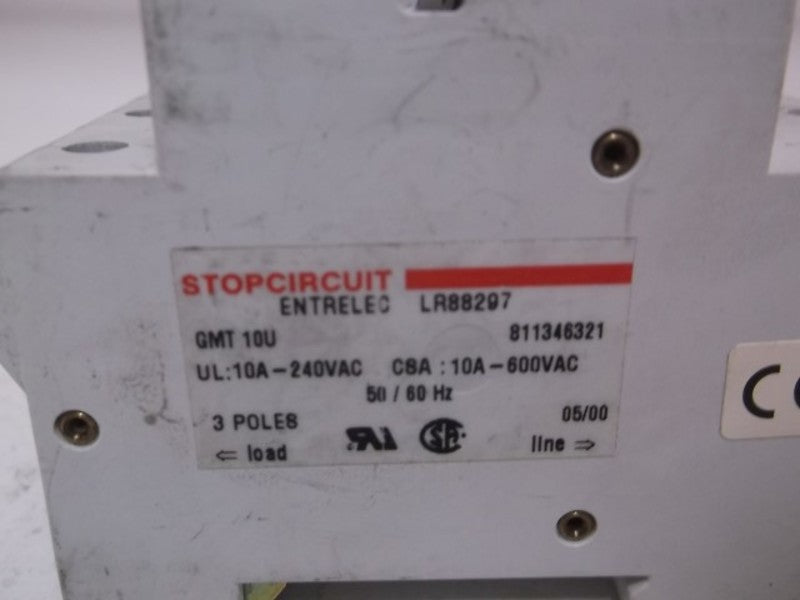 STOPCIRCUIT
ENTRELEC LR88297
GMT 10U 811346321
UL:10A-240VAC CSA : 10A-600VAC
50 / 60 Hz
3 POLES 05/00
⇐ load line ⇒